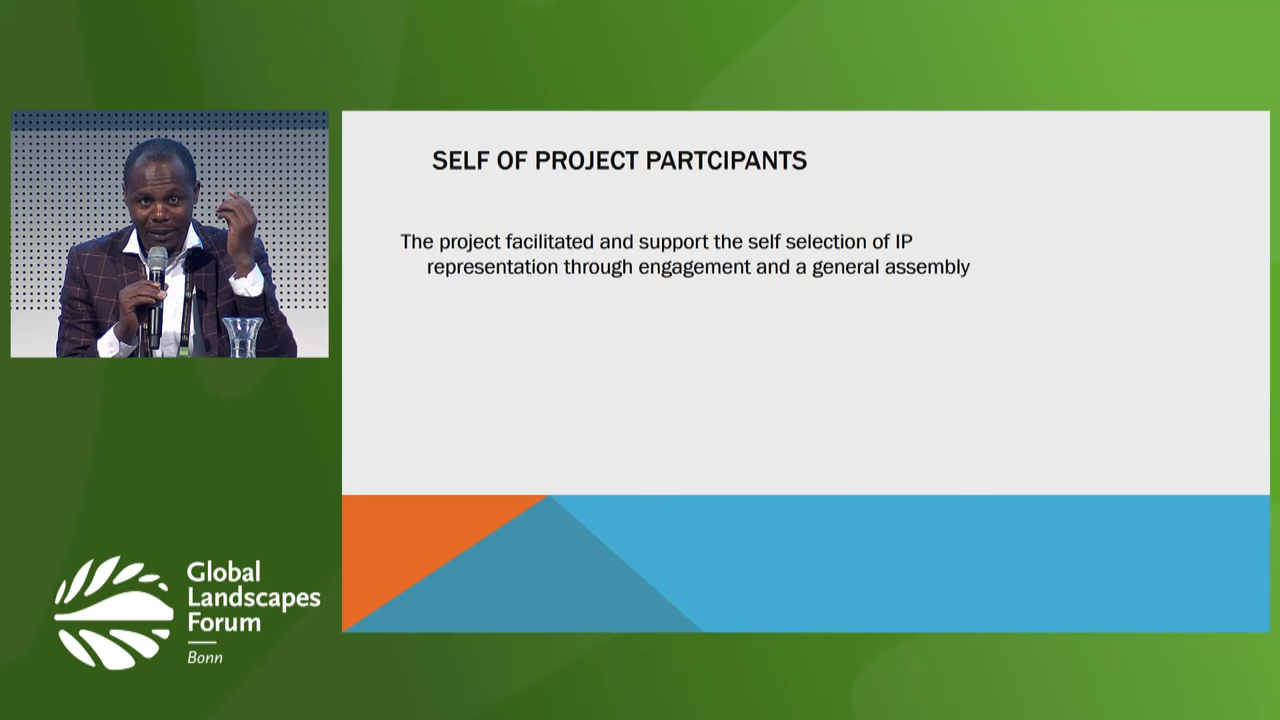 SELF OF PROJECT PARTCIPANTS
The project facilitated and support the self selection of IP
representation through engagement and a general assembly
Global
Landscapes
Forum
Bonn